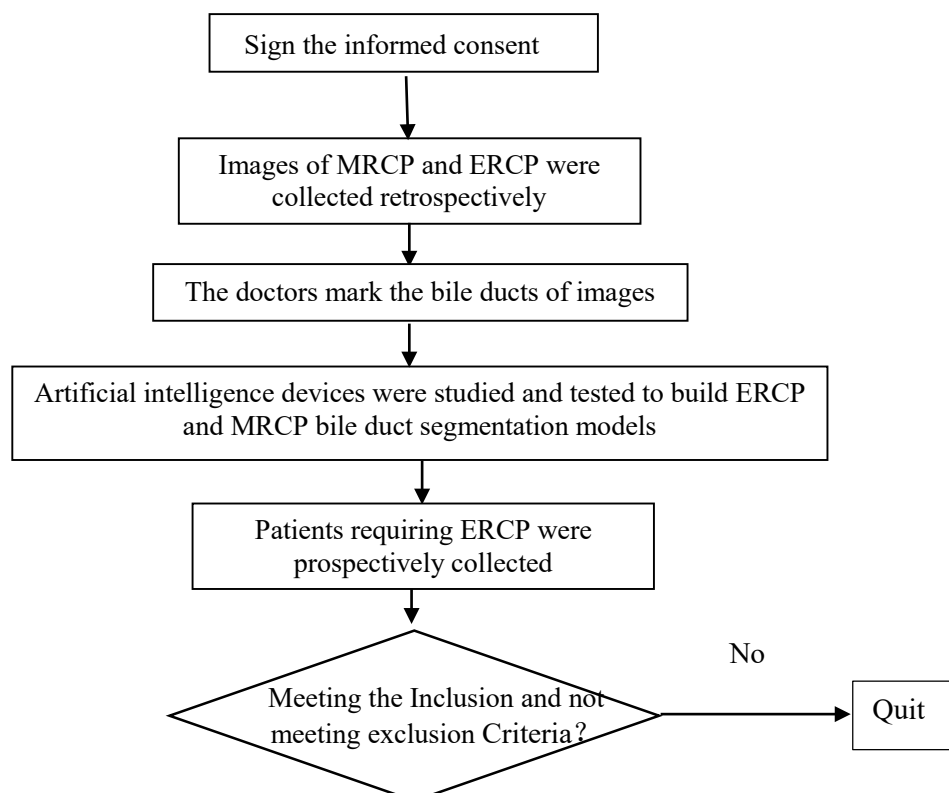 Sign the informed consent
Images of MRCP and ERCP were
collected retrospectively
The doctors mark the bile ducts of images
Artificial intelligence devices were studied and tested to build ERCP
and MRCP bile duct segmentation models
Patients requiring ERCP were
prospectively collected
No
Meeting the Inclusion and not
meeting exclusion Criteria？
Quit